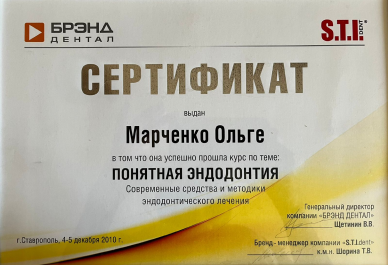 БРЭНД
ДЕНТАЛ
S.T.I.
DENT
СЕРТИФИКАТ
выдан
Марченко Ольге
в том что она успешно прошла курс по теме:
ПОНЯТНАЯ ЭНДОДОНТИЯ
Современные средства и методики
эндодонтического лечения
Генеральный директор
компании «БРЭНД ДЕНТАЛ»
Щетинин В.В.
г.Ставрополь, 4-5 декабря 2010 г.
Бренд- менеджер компании «S.T.I.dent»
к.м.н. Шорина Т.В.